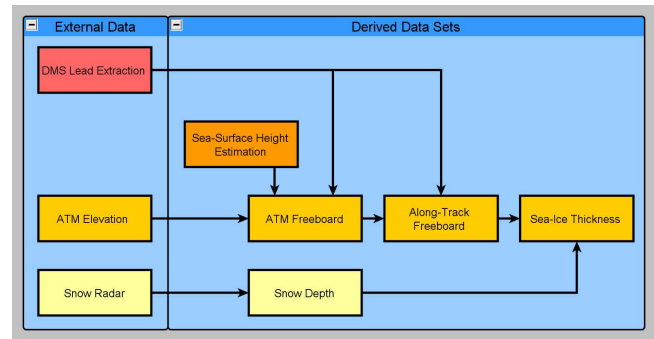 External Data
Derived Data Sets
DMS Lead Extraction
Sea-Surface Height
Estimation
ATM Elevation
ATM Freeboard
Along-Track
Freeboard
Sea-Ice Thickness
Snow Radar
Snow Depth